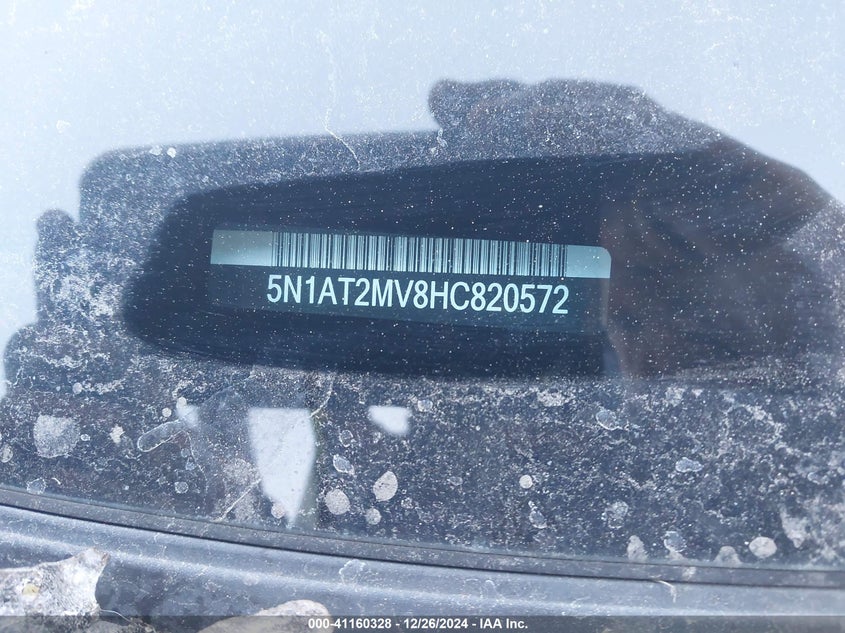 5N1AT2MV8HC820572
000-41160328 / 12/26/2024 - IAA Inc.